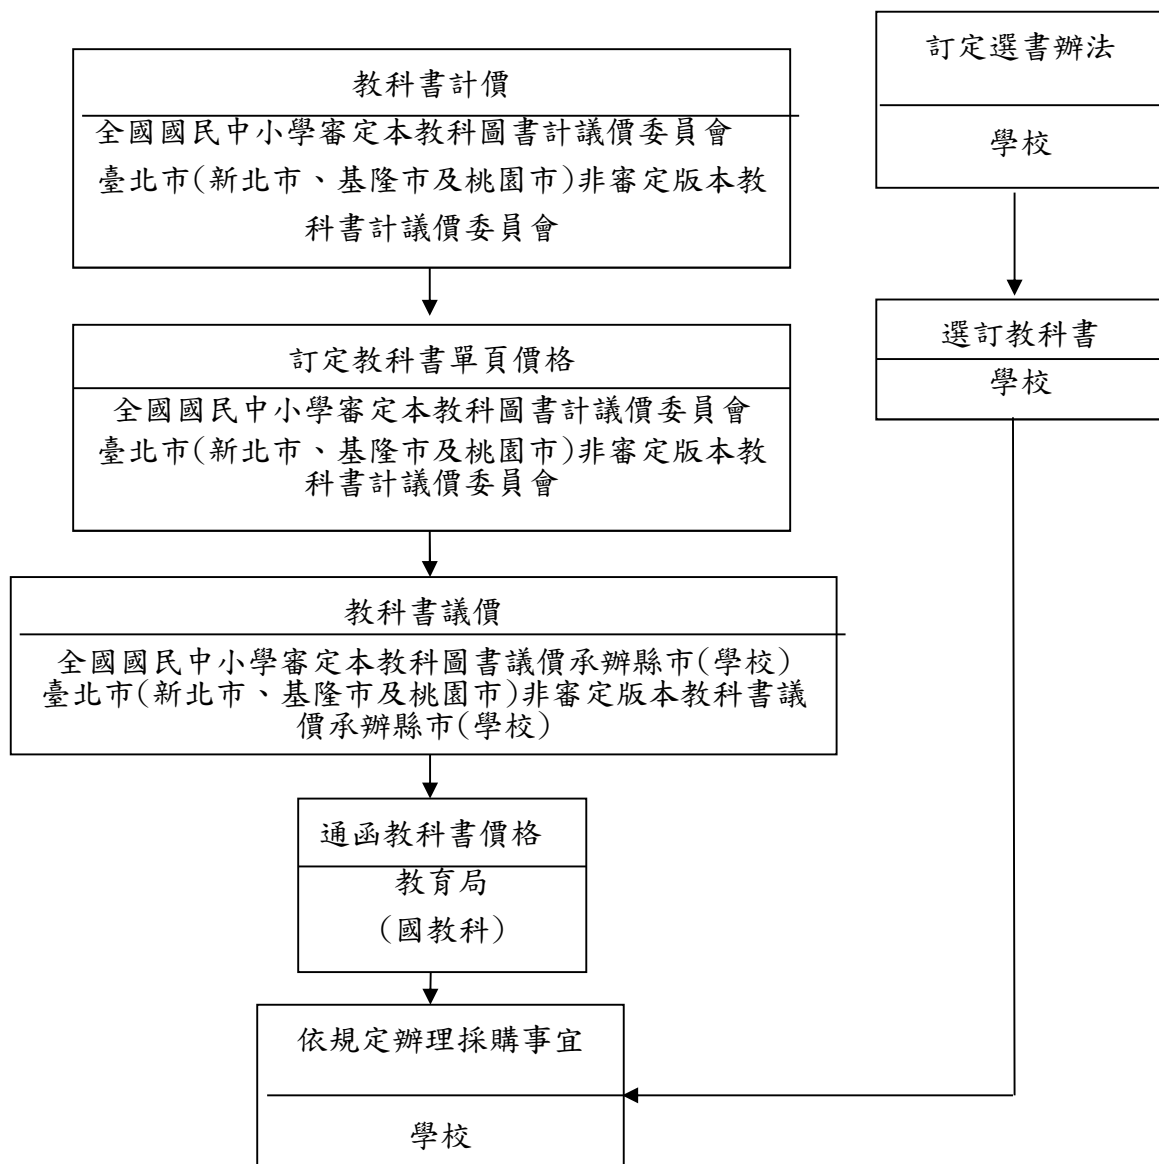 訂定選書辦法
學校
教科書計價
全國國民中小學審定本教科圖書計議價委員會
臺北市(新北市、基隆市及桃園市)非審定版本教
科書計議價委員會
選訂教科書
學校
訂定教科書單頁價格
全國國民中小學審定本教科圖書計議價委員會
臺北市(新北市、基隆市及桃園市)非審定版本教
科書計議價委員會
教科書議價
全國國民中小學審定本教科圖書議價承辦縣市(學校)
臺北市(新北市、基隆市及桃園市)非審定版本教科書議
價承辦縣市(學校)
通函教科書價格
教育局
(國教科)
依規定辦理採購事宜
學校